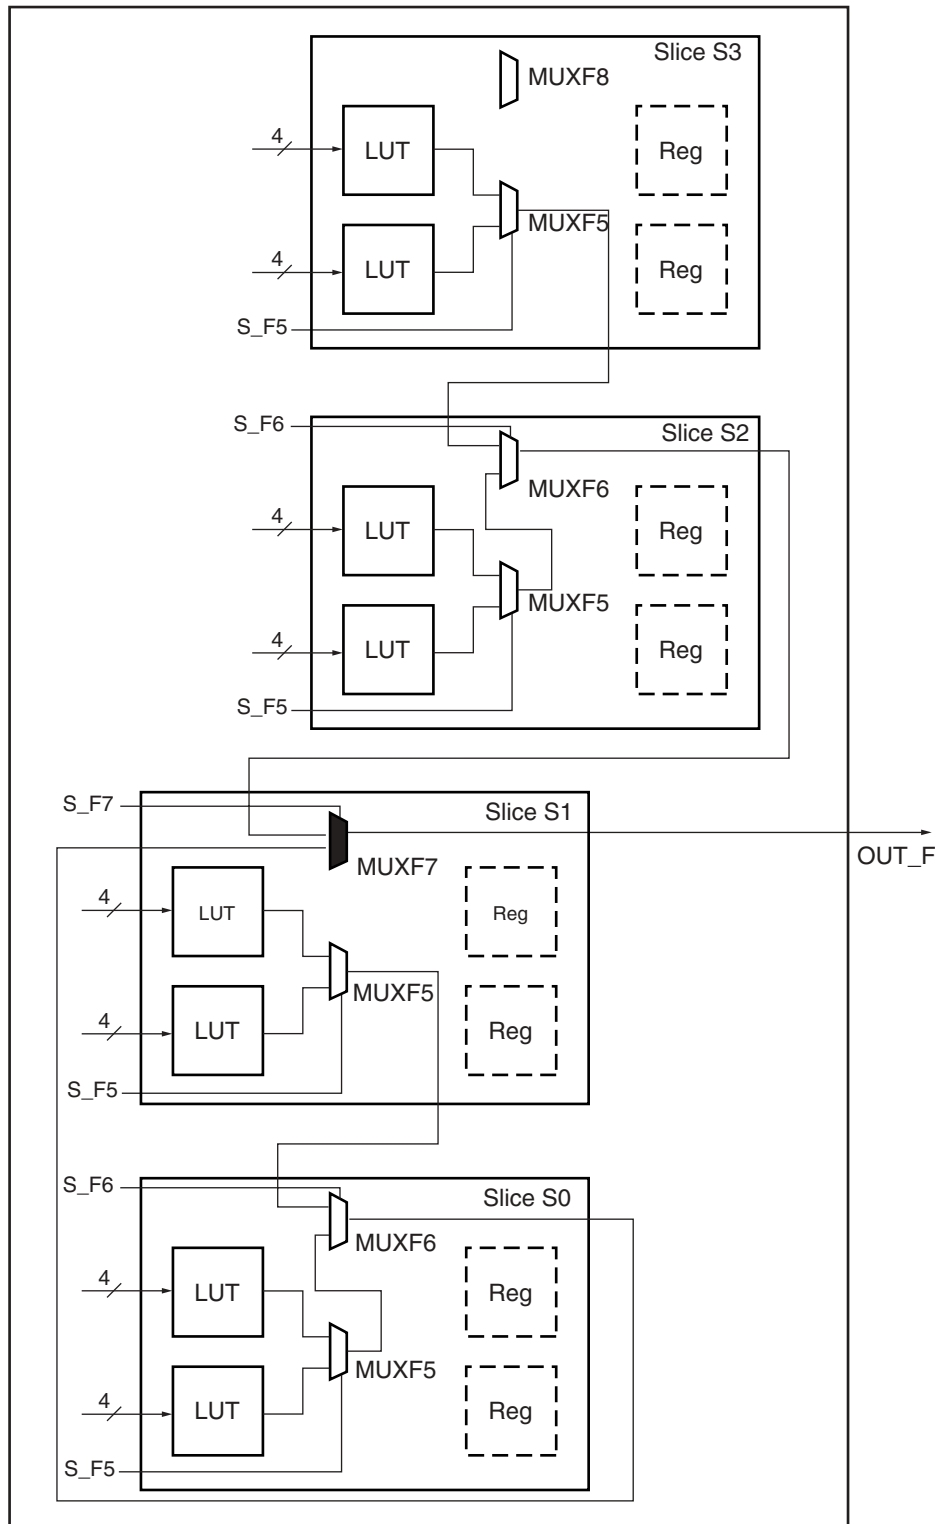 Slice S3
MUXF8
4
LUT
Reg
MUXF5
4
LUT
Reg
S_F5
S_F6
Slice S2
MUXF6
4
LUT
Reg
MUXF5
4
LUT
Reg
S_F5
S_F7
Slice S1
OUT_F
MUXF7
4
LUT
Reg
MUXF5
4
LUT
Reg
S_F5
S_F6
Slice S0
MUXF6
4
LUT
Reg
MUXF5
4
LUT
Reg
S_F5